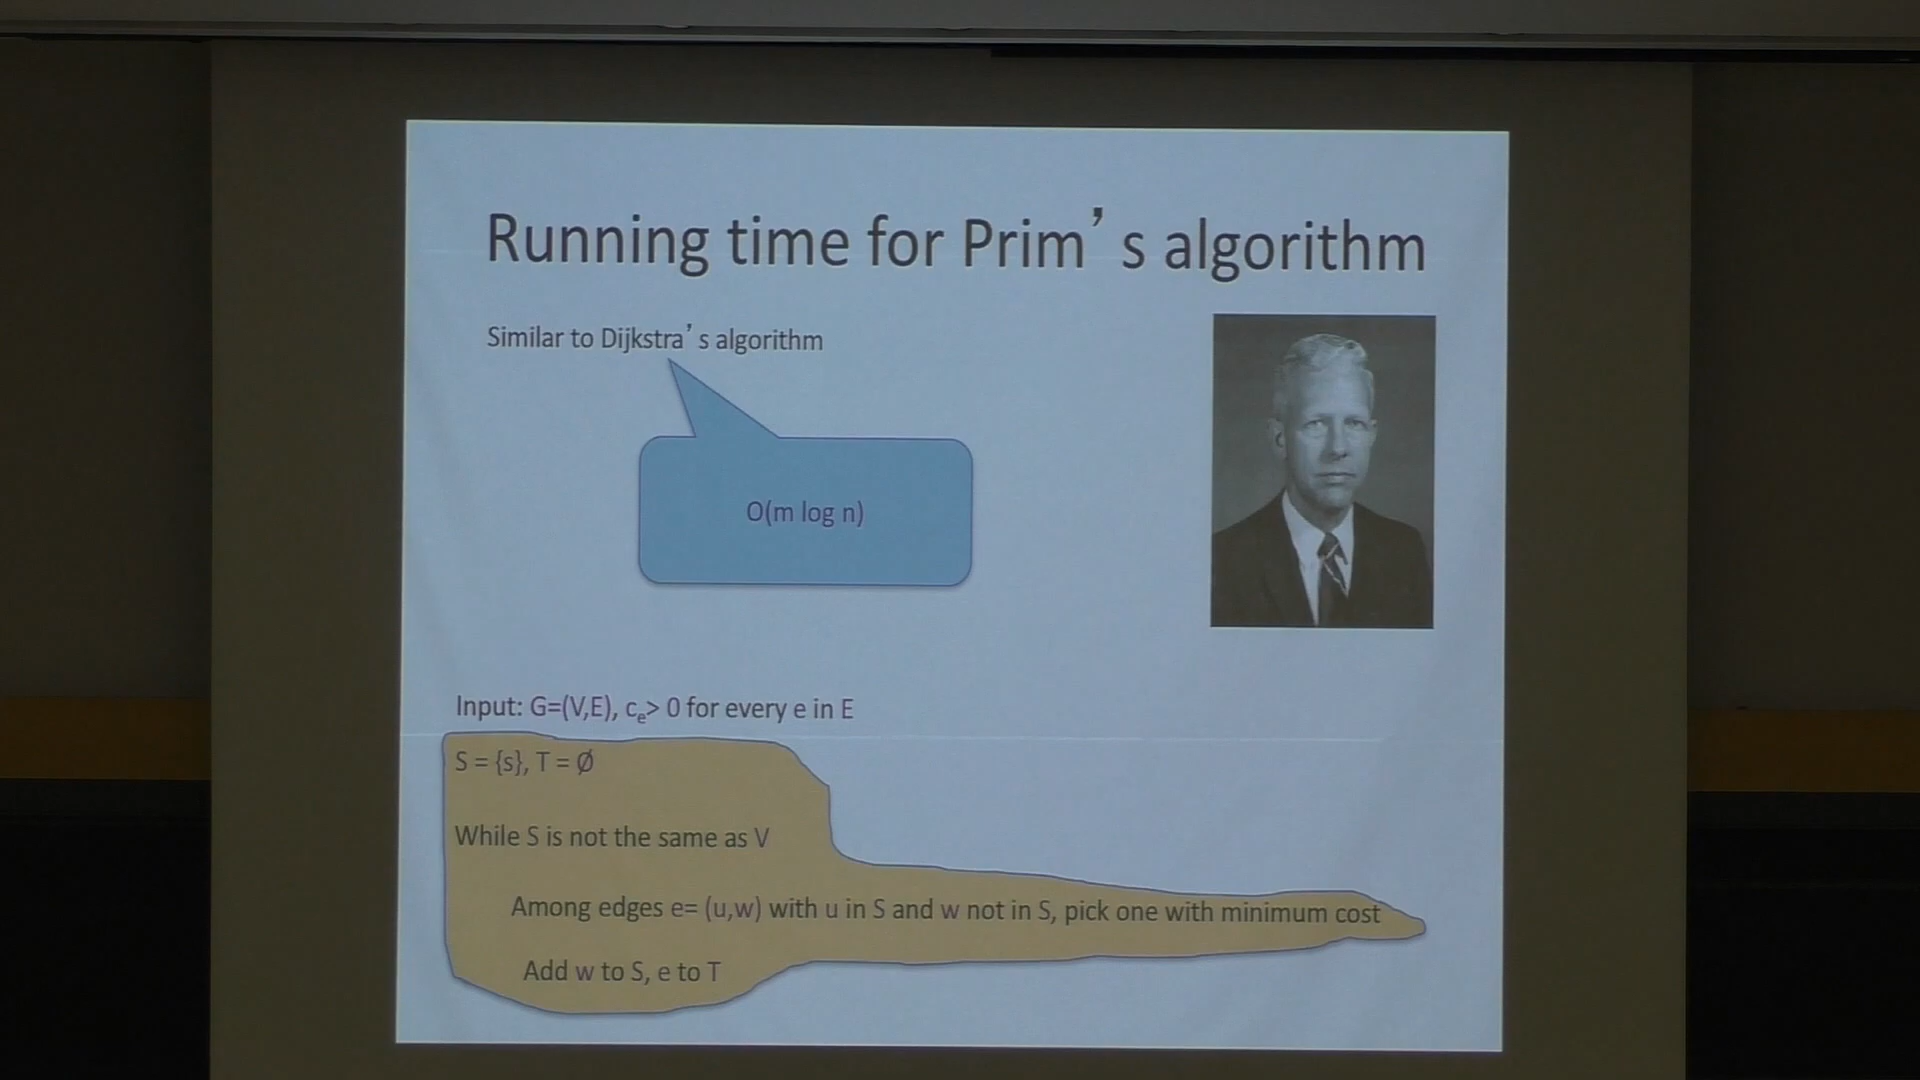 Running time for Prim’s algorithm
Similar to Dijkstra’s algorithm
O(m log n)
Input: G=(V,E), cₑ> 0 for every e in E
S = {s}, T = Ø
While S is not the same as V
Among edges e= (u,w) with u in S and w not in S, pick one with minimum cost
Add w to S, e to T